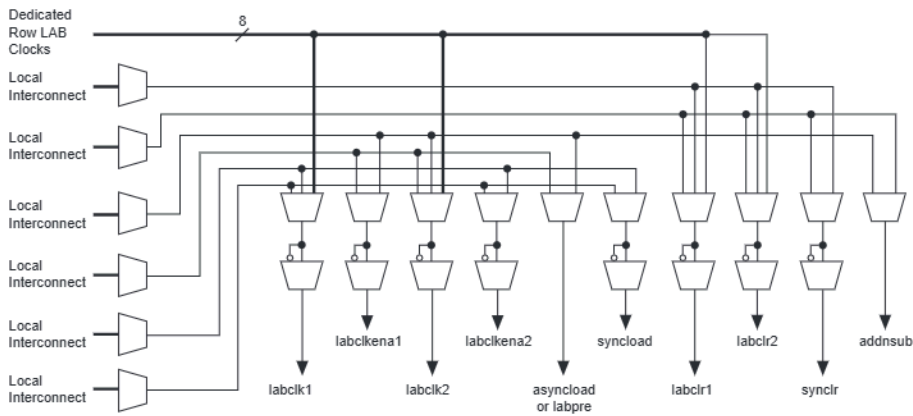 Dedicated
Row LAB
Clocks
8
Local
Interconnect
Local
Interconnect
Local
Interconnect
Local
Interconnect
Local
Interconnect
Local
Interconnect
labclkena1
labclkena2
syncload
labclr2
addnsub
labclk1
labclk2
asyncload
or labpre
labclr1
synclr